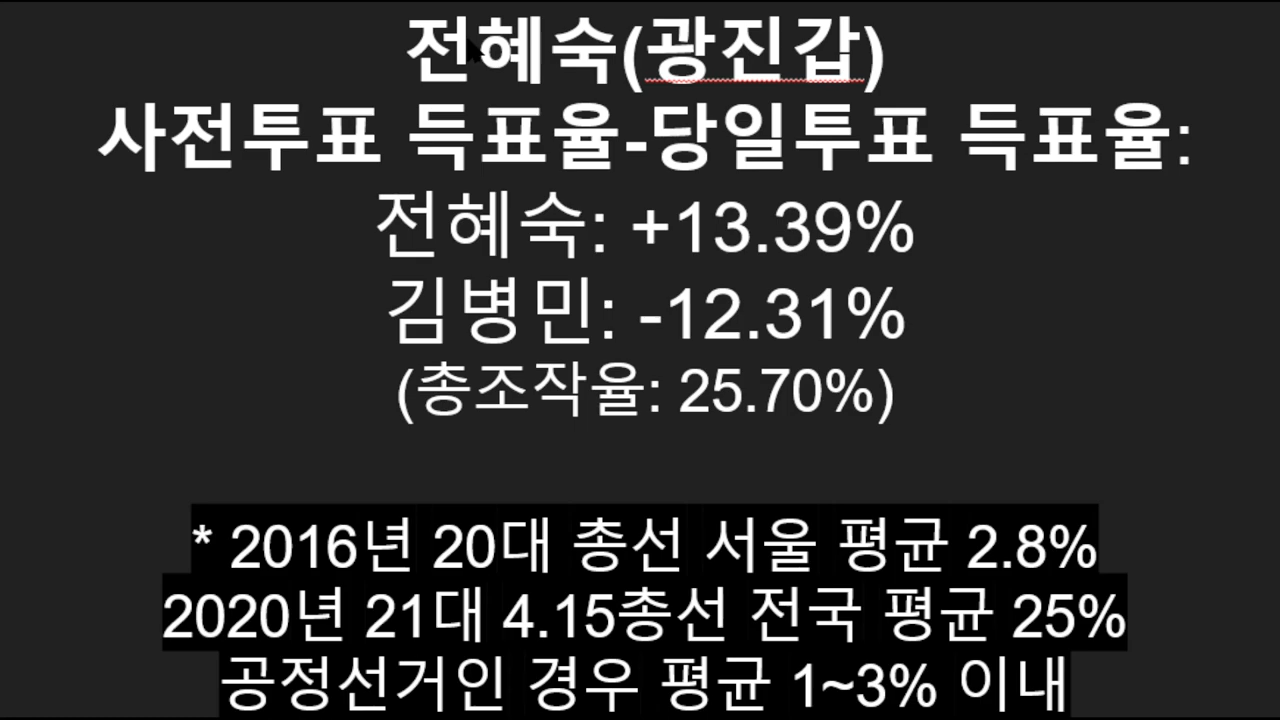 전혜숙(광진갑)
사전투표 득표율-당일투표 득표율:
전혜숙: +13.39%
김병민: -12.31%
(총조작율: 25.70%)
* 2016년 20대 총선 서울 평균 2.8%
2020년 21대 4.15총선 전국 평균 25%
공정선거인 경우 평균 1~3% 이내